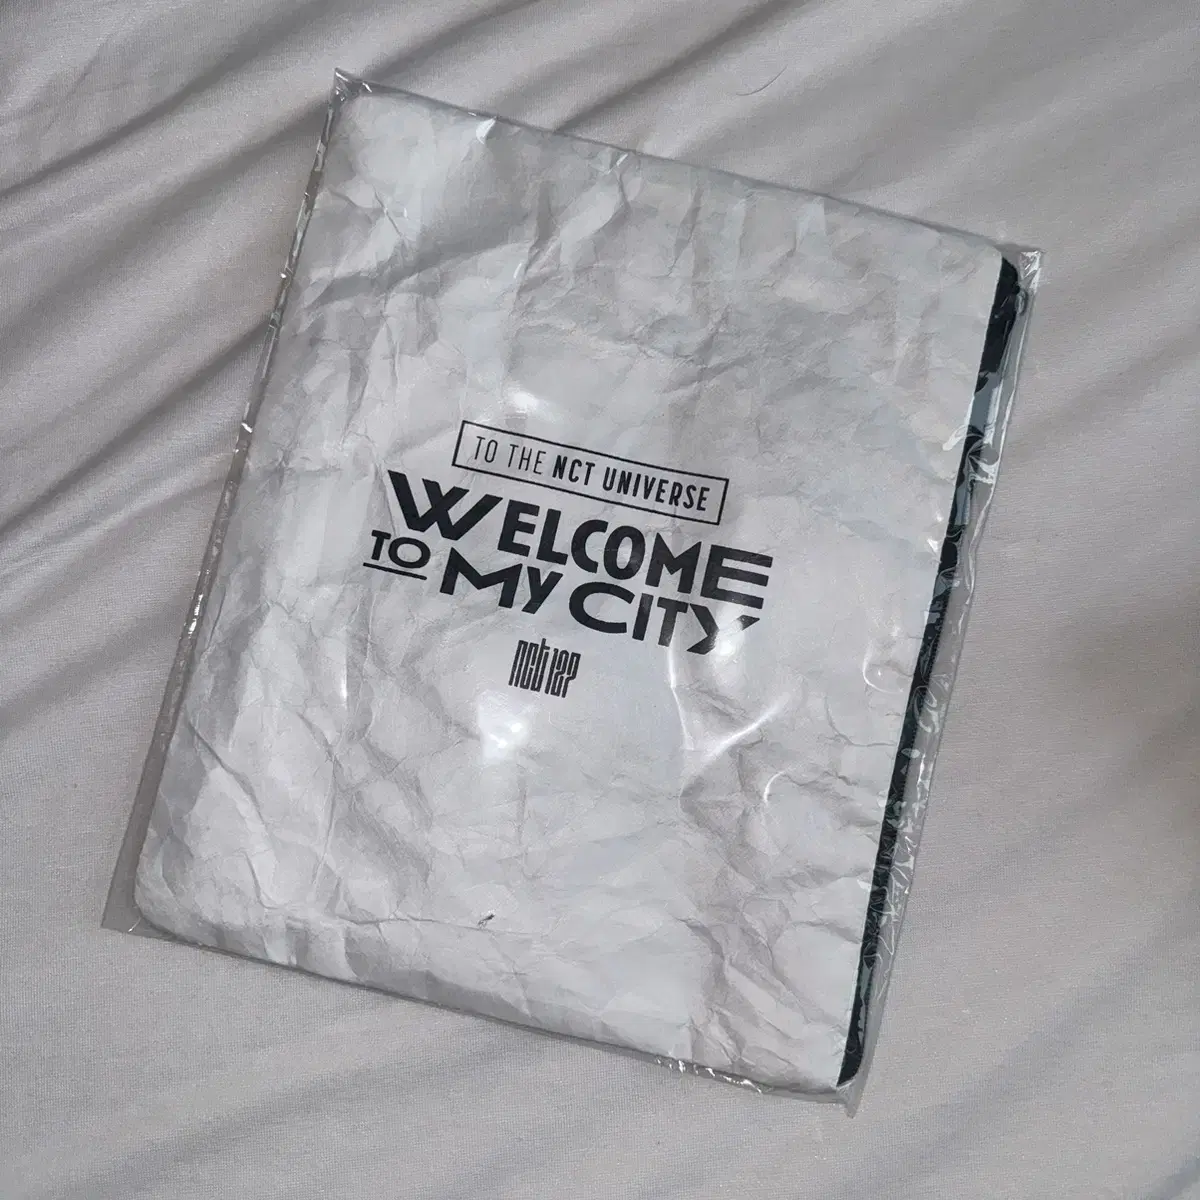 TO THE NCT UNIVERSE
WELCOME
TO MY CITY
nct 127